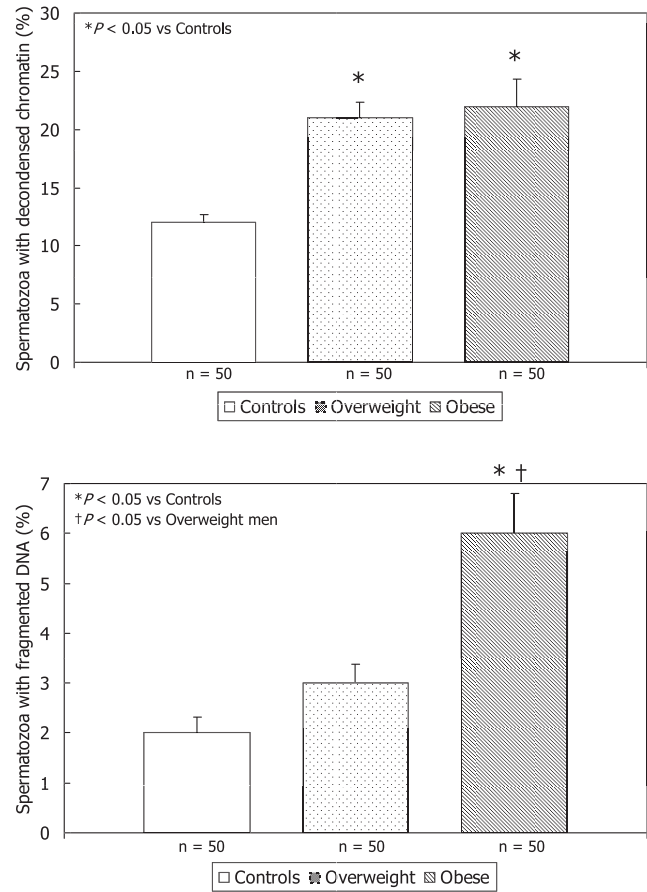 30
*P < 0.05 vs Controls
25
*
*
20
15
10
5
0
Spermatozoa with decondensed chromatin (%)
n = 50 n = 50 n = 50
Controls Overweight Obese
7
*P < 0.05 vs Controls
†P < 0.05 vs Overweight men
* †
6
5
4
3
2
1
0
Spermatozoa with fragmented DNA (%)
n = 50 n = 50 n = 50
Controls Overweight Obese